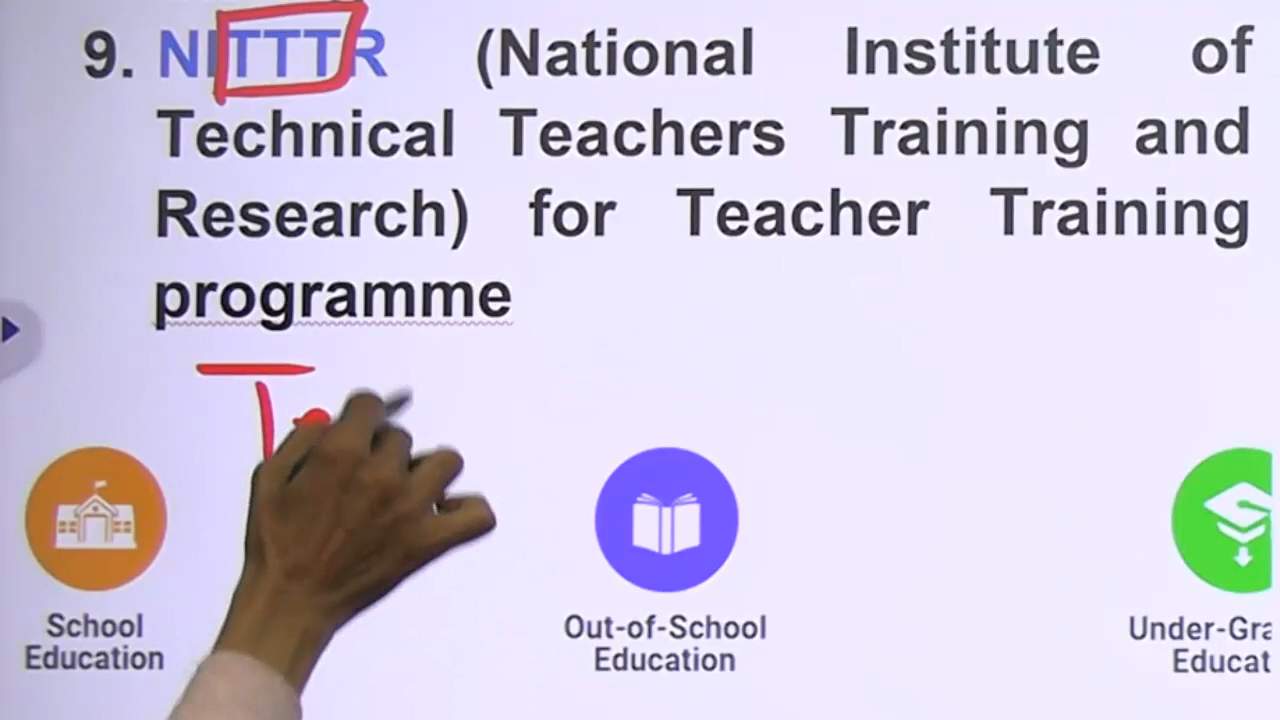 9. NITTTR (National Institute of
Technical Teachers Training and
Research) for Teacher Training
programme
School
Education
Out-of-School
Education
Under-Gra
Educat